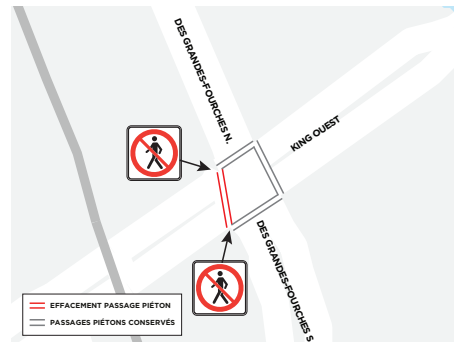 DES GRANDES-FOURCHES N.
KING OUEST
DES GRANDES-FOURCHES S
EFFACEMENT PASSAGE PIÉTON
PASSAGES PIÉTONS CONSERVÉS